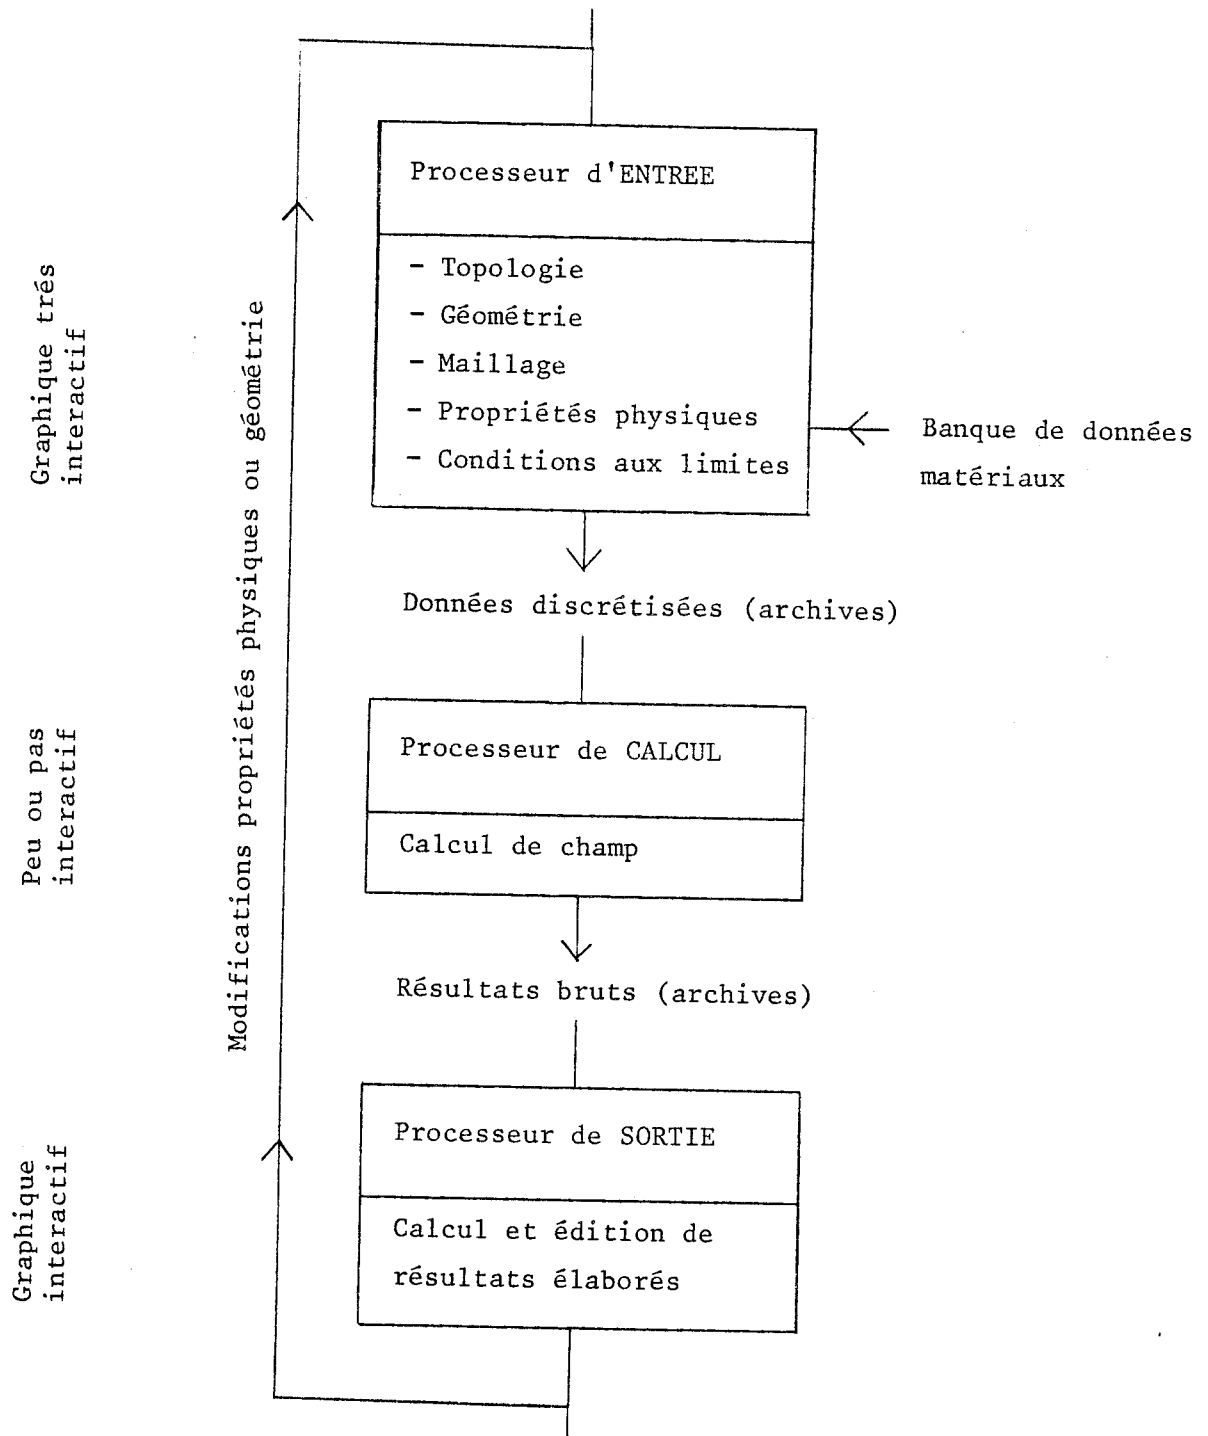 Processeur d'ENTREE
- Topologie
- Géométrie
- Maillage
- Propriétés physiques
- Conditions aux limites
Banque de données
matériaux
Données discrétisées (archives)
Processeur de CALCUL
Calcul de champ
Résultats bruts (archives)
Processeur de SORTIE
Calcul et édition de
résultats élaborés
Modifications propriétés physiques ou géométrie
Graphique trés
interactif
Peu ou pas
interactif
Graphique
interactif